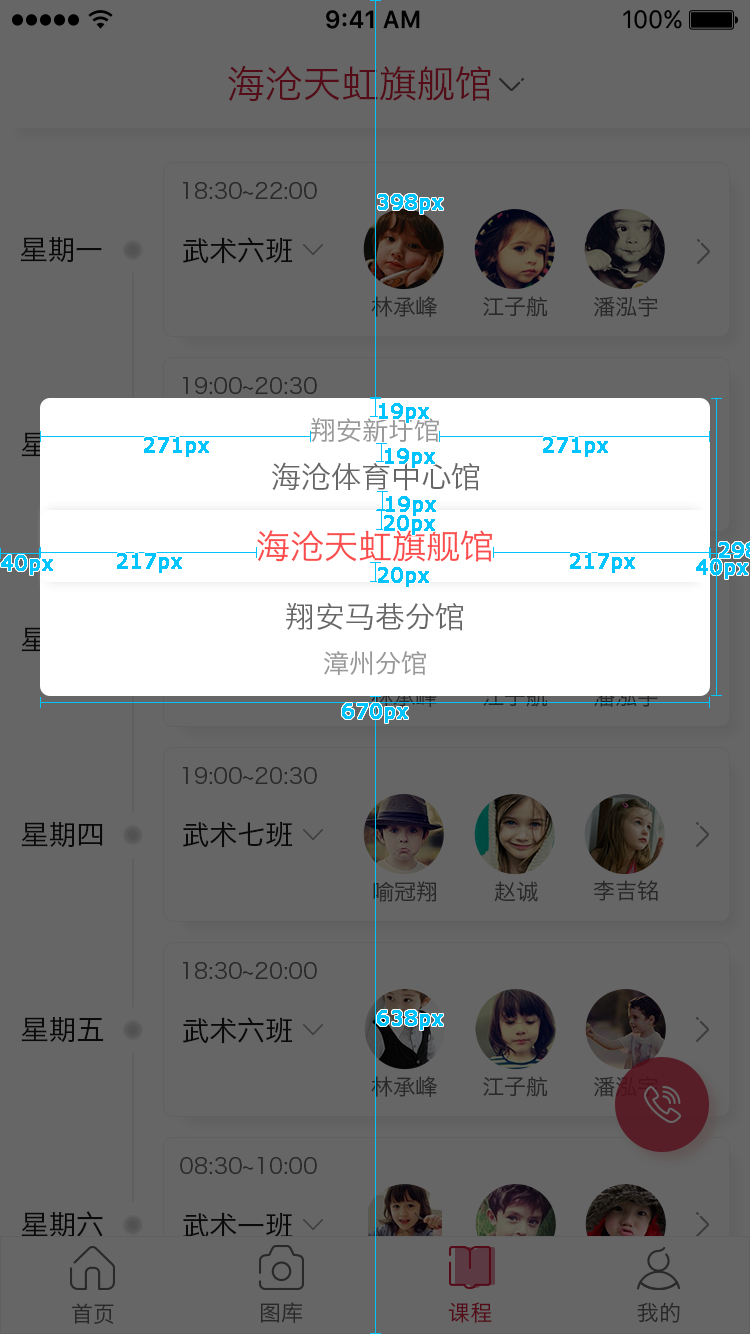 9:41 AM 100%
海沧天虹旗舰馆
398px
18:30~22:00
星期一 武术六班
林承峰 江子航 潘泓宇
19:00~20:30
19px
翔安新圩馆
271px 19px 271px
海沧体育中心馆
19px
20px
海沧天虹旗舰馆
40px 217px 217px 40px
20px
翔安马巷分馆
漳州分馆
670px
19:00~20:30
星期四 武术七班
喻冠翔 赵诚 李吉铭
18:30~20:00
638px
星期五 武术六班
林承峰 江子航 潘泓宇
08:30~10:00
星期六 武术一班
首页 图库 课程 我的